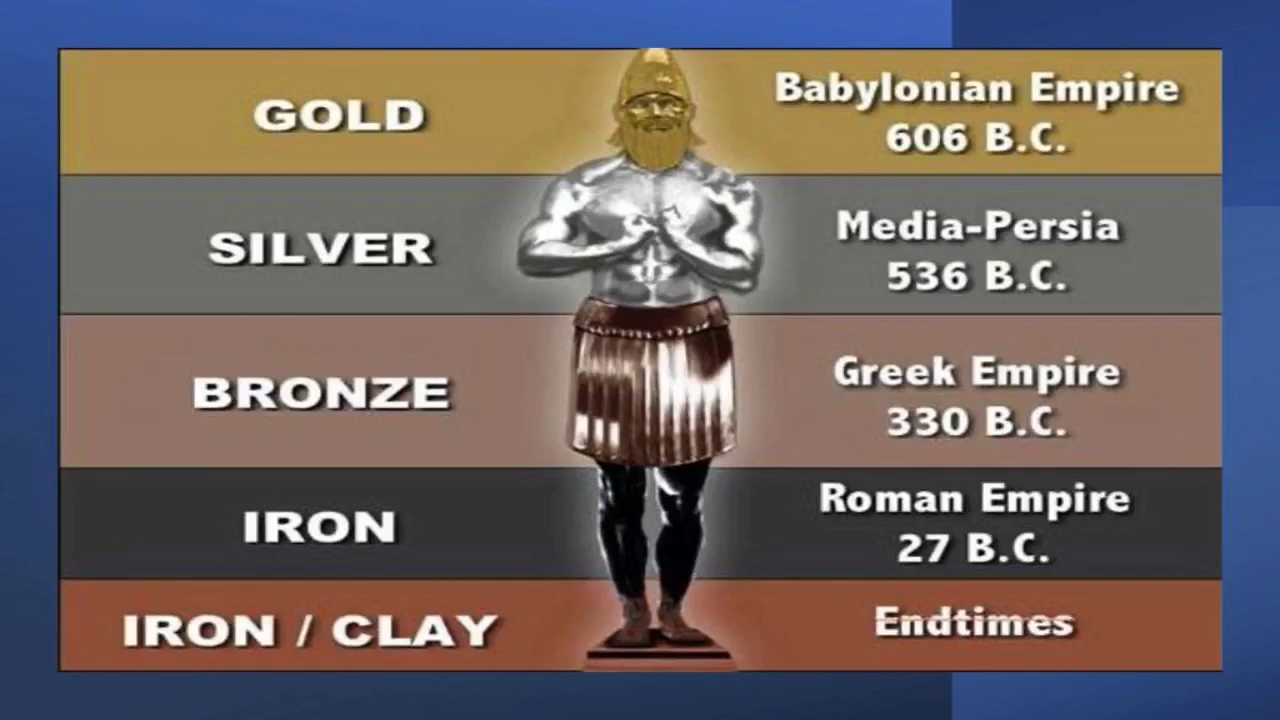 GOLD
Babylonian Empire
606 B.C.
SILVER
Media-Persia
536 B.C.
BRONZE
Greek Empire
330 B.C.
IRON
Roman Empire
27 B.C.
IRON / CLAY
Endtimes